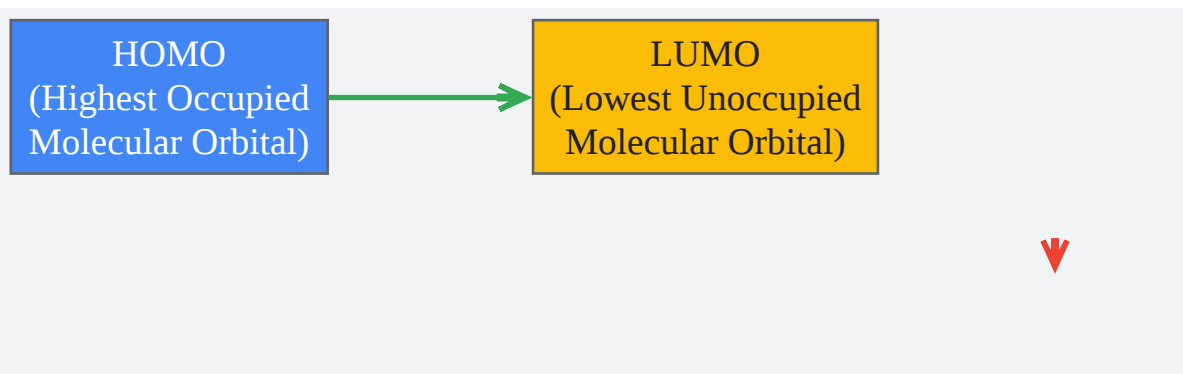 HOMO
(Highest Occupied
Molecular Orbital)
LUMO
(Lowest Unoccupied
Molecular Orbital)